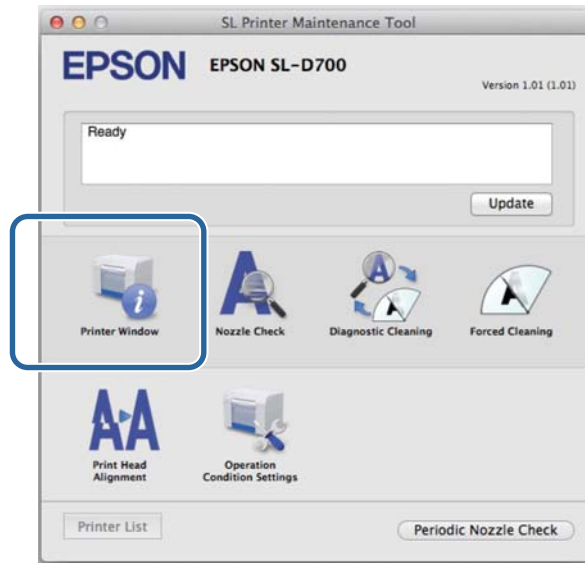 SL Printer Maintenance Tool
EPSON EPSON SL-D700
Version 1.01 (1.01)
Ready
Update
Printer Window
Nozzle Check
Diagnostic Cleaning
Forced Cleaning
Print Head
Alignment
Operation
Condition Settings
Printer List
Periodic Nozzle Check